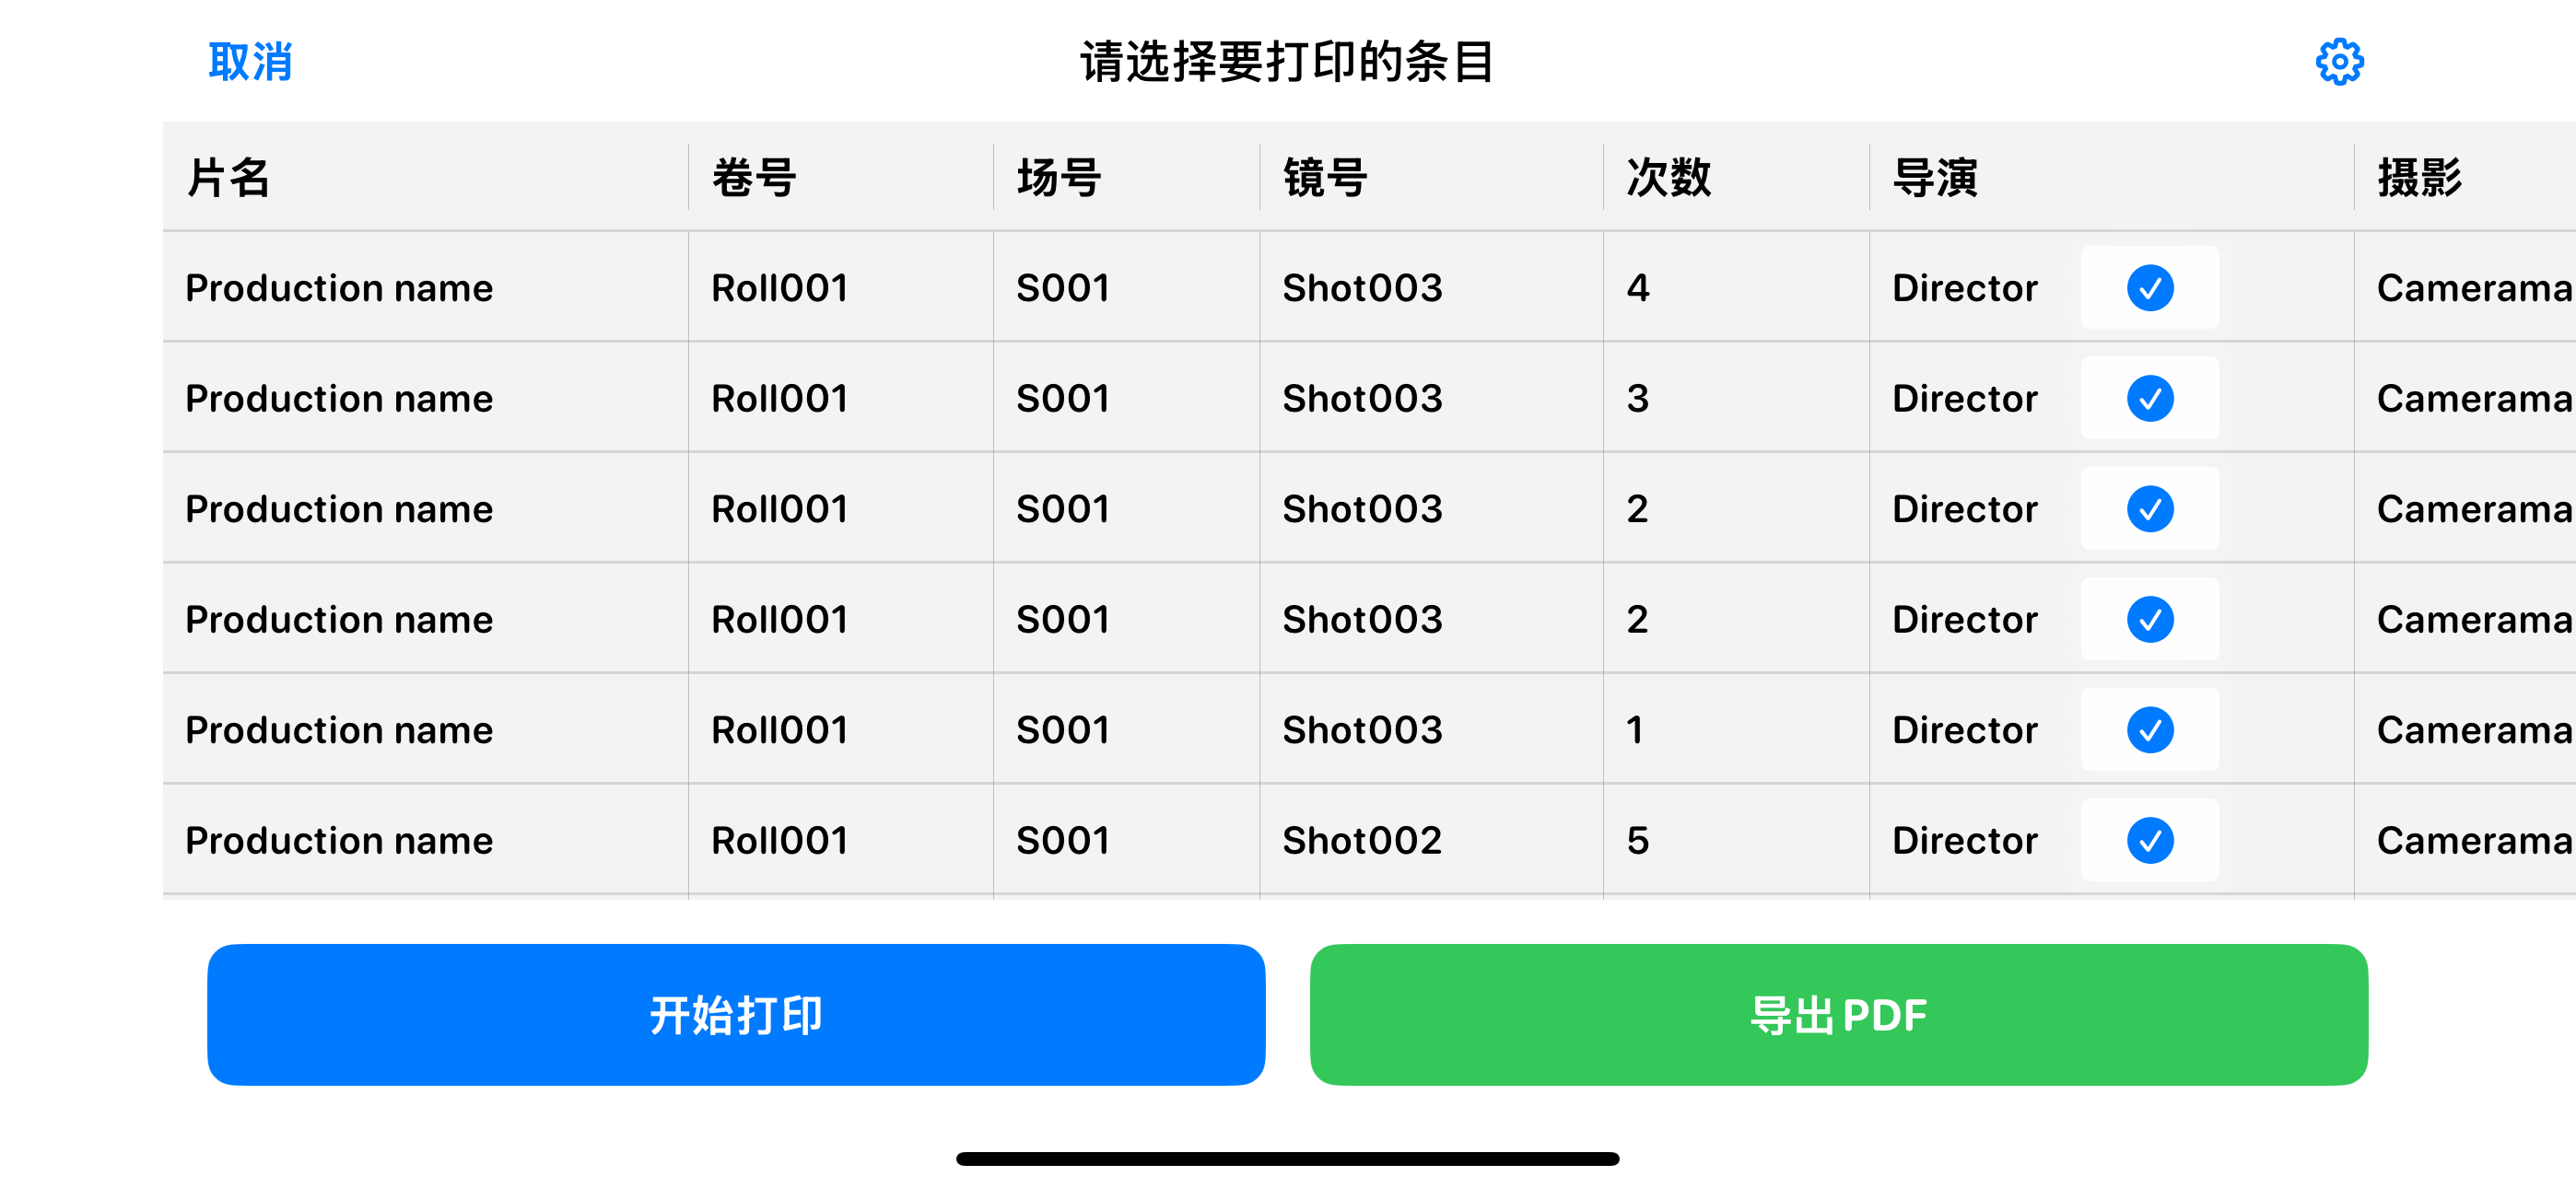 取消 请选择要打印的条目
片名 卷号 场号 镜号 次数 导演 摄影
Production name Roll001 S001 Shot003 4 Director Camerama
Production name Roll001 S001 Shot003 3 Director Camerama
Production name Roll001 S001 Shot003 2 Director Camerama
Production name Roll001 S001 Shot003 2 Director Camerama
Production name Roll001 S001 Shot003 1 Director Camerama
Production name Roll001 S001 Shot002 5 Director Camerama
开始打印 导出 PDF